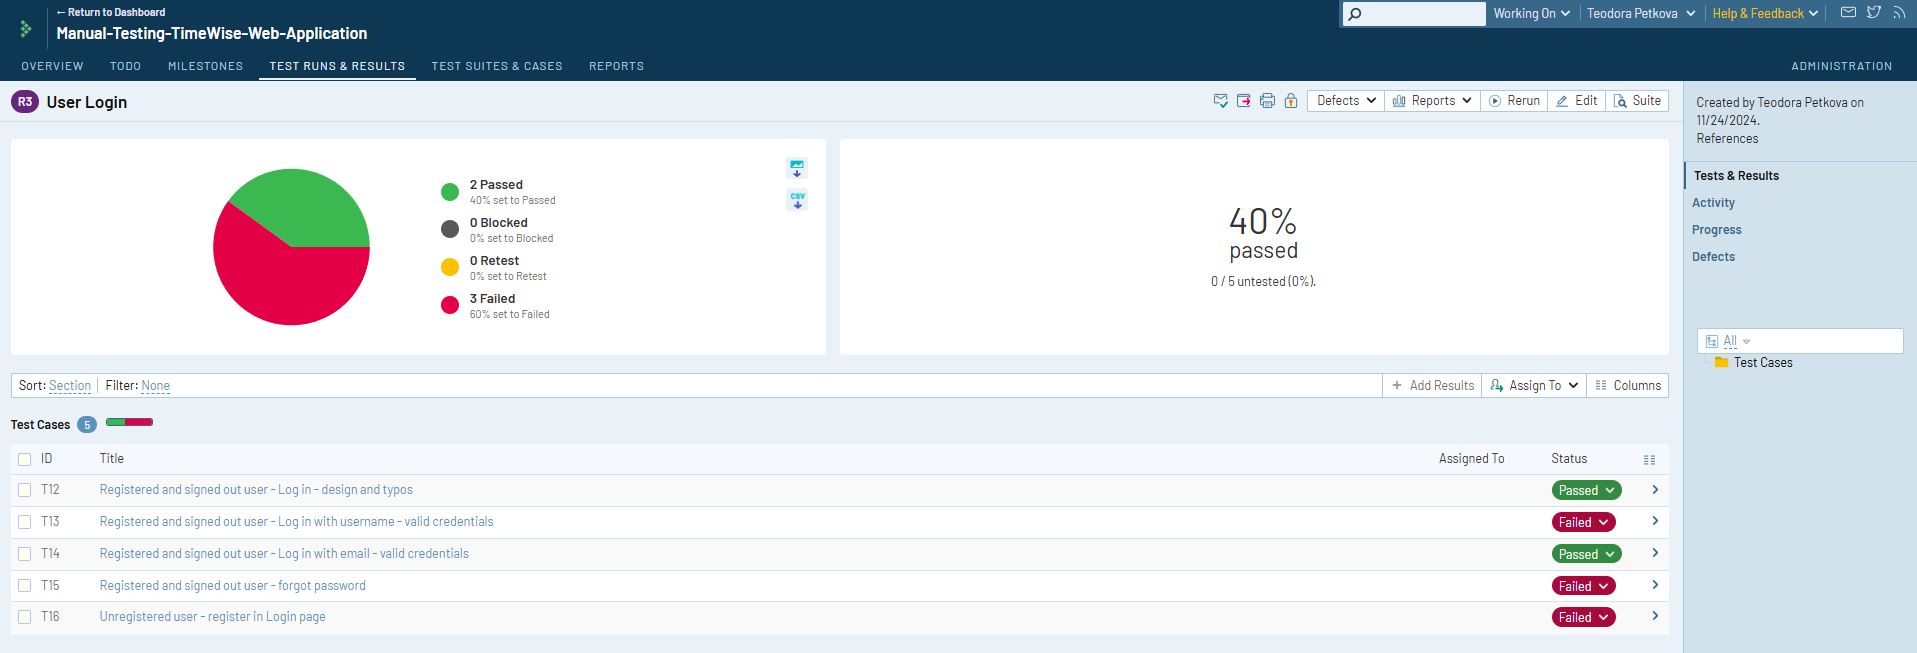 ← Return to Dashboard
Manual-Testing-TimeWise-Web-Application
Working On
Teodora Petkova
Help & Feedback
OVERVIEW
TODO
MILESTONES
TEST RUNS & RESULTS
TEST SUITES & CASES
REPORTS
ADMINISTRATION
R3 User Login
Defects
Reports
Rerun
Edit
Suite
2 Passed
40% set to Passed
0 Blocked
0% set to Blocked
0 Retest
0% set to Retest
3 Failed
60% set to Failed
CSV
40%
passed
0 / 5 untested (0%).
Sort: Section
Filter: None
+ Add Results
Assign To
Columns
Test Cases 5
ID Title Assigned To Status
T12 Registered and signed out user - Log in - design and typos Passed
T13 Registered and signed out user - Log in with username - valid credentials Failed
T14 Registered and signed out user - Log in with email - valid credentials Passed
T15 Registered and signed out user - forgot password Failed
T16 Unregistered user - register in Login page Failed
Created by Teodora Petkova on
11/24/2024.
References
Tests & Results
Activity
Progress
Defects
All
Test Cases